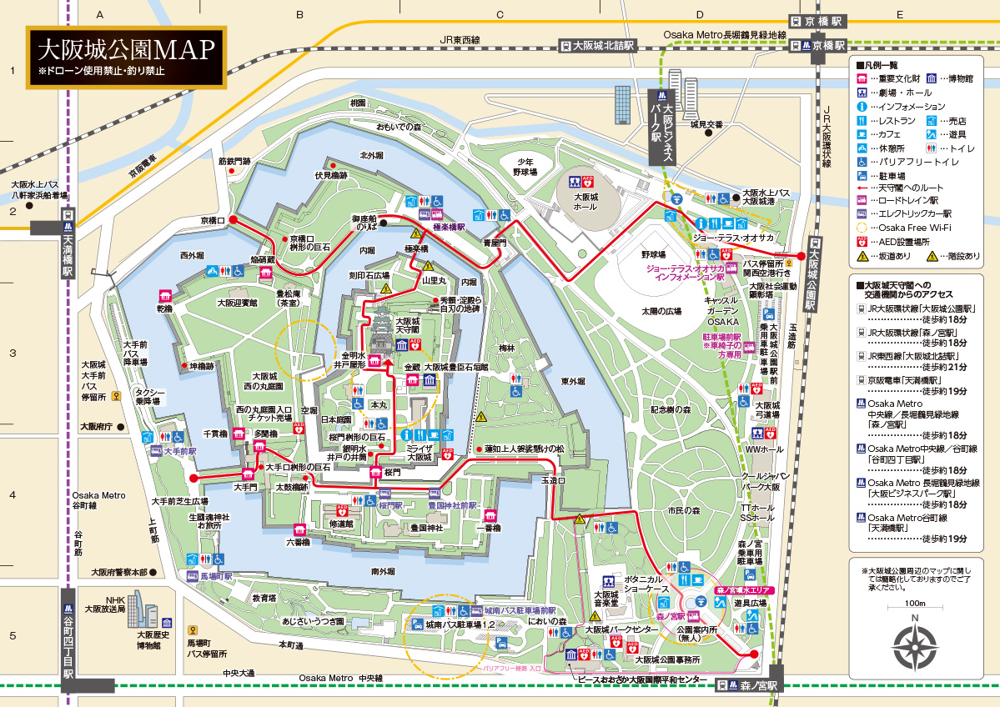 A
B
C
D
E
1
2
3
4
5
大阪城公園MAP
※ドローン使用禁止・釣り禁止
JR東西線
大阪城北詰駅
Osaka Metro長堀鶴見緑地線
京橋駅
京橋駅
大阪ビジネス
パーク駅
城見交番
JR大阪環状線
桃園
おもいでの森
京阪電車
筋鉄門跡
北外堀
伏見櫓跡
少年
野球場
大阪城
ホール
AED
大阪水上バス
大阪城港
大阪水上バス
八軒家浜船着場
天満橋駅
京橋口
御座船
のりば
極楽橋駅
極楽橋
青屋門
京橋口
桝形の巨石
内堀
西外堀
焔硝蔵
刻印石広場
山里丸
内堀
野球場
ジョー・テラス・オオサカ
ジョー・テラス・オオサカ
インフォメーション駅
AED
バス停留所
関西空港行き
大阪城公園駅
大阪社会運動
顕彰塔
乾櫓
大阪迎賓館
豊松庵
(茶室)
秀頼・淀殿ら
自刃の地碑
大阪城
天守閣
AED
太陽の広場
キャッスル
ガーデン
OSAKA
駐車場前駅
※車椅子の
方専用
大阪城公園駅前
乗用車駐車場
玉造筋
大手前
バス
降車場
坤櫓跡
大阪城
大手前
バス
停留所
タクシー
乗降場
大阪城
西の丸庭園
金明水
井戸屋形
金蔵
大阪城豊臣石垣館
梅林
東外堀
大阪府庁
西の丸庭園入口
チケット売場
空堀
日本庭園
本丸
記念樹の森
AED
大阪城
弓道場
千貫櫓
多聞櫓
AED
桜門桝形の巨石
銀明水
井戸の井筒
ミライザ
大阪城
AED
蓮如上人袈裟懸けの松
AED
WWホール
大手前駅
大手口桝形の巨石
大手門
太鼓櫓跡
桜門
玉造口
クールジャパン
パーク大阪
Osaka Metro
谷町線
大手前芝生広場
生國魂神社
お旅所
上町筋
谷町筋
AED
修道館
桜門駅
豊国神社前駅
豊国神社
一番櫓
六番櫓
市民の森
TTホール
SSホール
森ノ宮
乗用車
駐車場
馬場町駅
大阪府警察本部
南外堀
NHK
大阪放送局
大阪歴史
博物館
馬場町
バス停留所
谷町四丁目駅
教育塔
あじさい・うつぎ園
本町通
城南バス駐車場前駅
城南バス駐車場1,2
においの森
大阪城
音楽堂
ボタニカル
ショーケース
森ノ宮噴水エリア
森ノ宮駅
遊具広場
大阪城パークセンター
公園案内所
(無人)
AED
AED
AED
大阪城公園事務所
バリアフリー経路 入口
ピースおおさか大阪国際平和センター
中央大通
Osaka Metro 中央線
森ノ宮駅
■凡例一覧
…重要文化財
…博物館
…劇場・ホール
…インフォメーション
…レストラン
…売店
…カフェ
…遊具
…休憩所
…トイレ
…バリアフリートイレ
…駐車場
…天守閣へのルート
…ロードトレイン駅
…エレクトリックカー駅
…Osaka Free Wi-Fi
AED
…AED設置場所
…坂道あり
…階段あり
■大阪城天守閣への
交通機関からのアクセス
JR大阪環状線「大阪城公園駅」
徒歩約18分
JR大阪環状線「森ノ宮駅」
徒歩約18分
JR東西線「大阪城北詰駅」
徒歩約21分
京阪電車「天満橋駅」
徒歩約19分
Osaka Metro
中央線/長堀鶴見緑地線
「森ノ宮駅」
徒歩約18分
Osaka Metro中央線/谷町線
「谷町四丁目駅」
徒歩約18分
Osaka Metro 長堀鶴見緑地線
「大阪ビジネスパーク駅」
徒歩約18分
Osaka Metro谷町線
「天満橋駅」
徒歩約19分
※大阪城公園周辺のマップに関し
ては簡略化しておりますのでご了
承ください。
100m
N